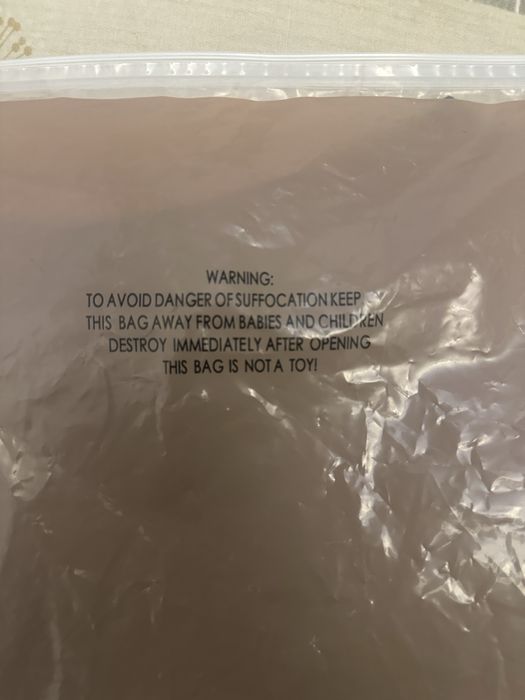 WARNING:
TO AVOID DANGER OF SUFFOCATION KEEP
THIS BAG AWAY FROM BABIES AND CHILDREN
DESTROY IMMEDIATELY AFTER OPENING
THIS BAG IS NOT A TOY!